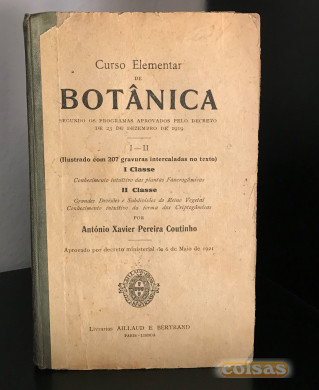 Curso Elementar
DE
BOTÂNICA
SEGUNDO OS PROGRAMAS APROVADOS PELO DECRETO
DE 23 DE DEZEMBRO DE 1919
I—II
(Ilustrado com 207 gravuras intercaladas no texto)
I Classe
Conhecimento intuitivo das plantas Fanerogâmicas
II Classe
Grandes Divisões e Subdivisões do Reino Vegetal
Conhecimento intuitivo da forma das Criptogâmicas
POR
António Xavier Pereira Coutinho
Aprovado por decreto ministerial de 6 de Maio de 1921
Livrarias AILLAUD E BERTRAND
PARIS-LISBOA
coisas